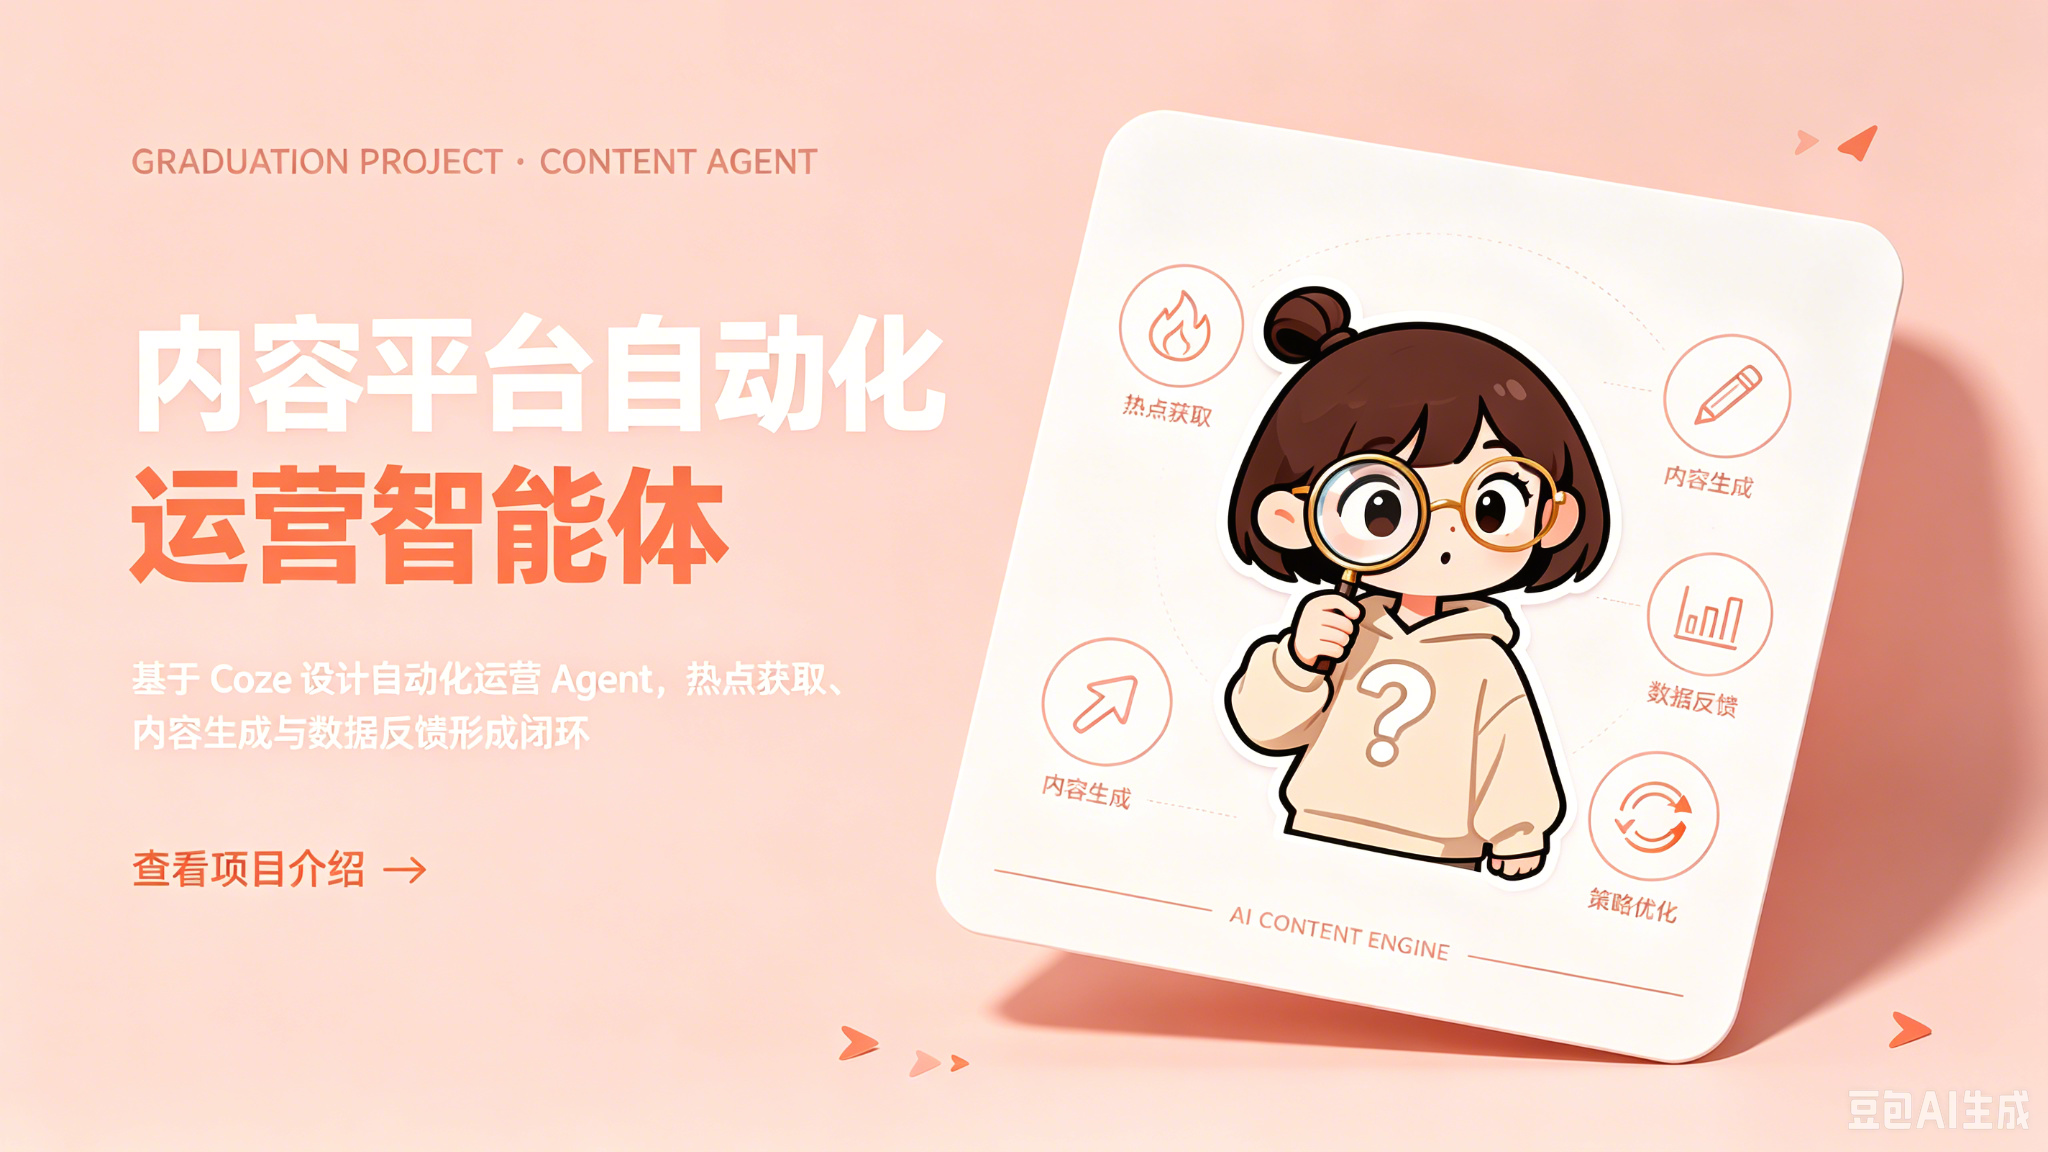 GRADUATION PROJECT · CONTENT AGENT
内容平台自动化
运营智能体
基于 Coze 设计自动化运营 Agent，热点获取、
内容生成与数据反馈形成闭环
查看项目介绍 →
热点获取
内容生成
数据反馈
内容生成
策略优化
AI CONTENT ENGINE
?
豆包AI生成